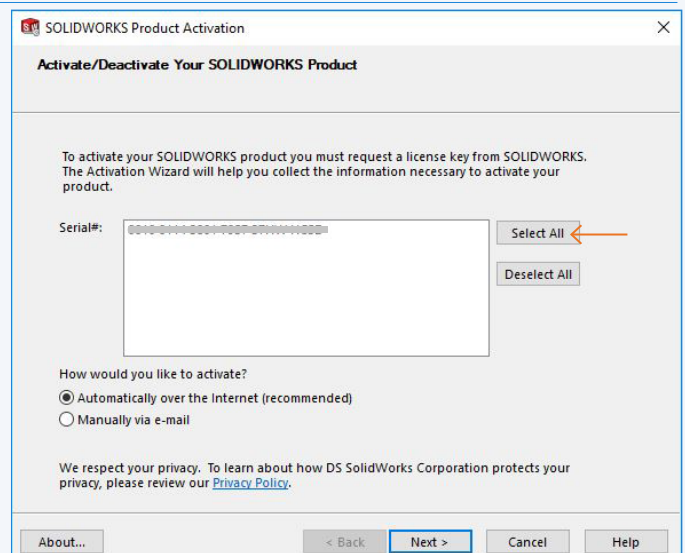 SOLIDWORKS Product Activation
Activate/Deactivate Your SOLIDWORKS Product
To activate your SOLIDWORKS product you must request a license key from SOLIDWORKS.
The Activation Wizard will help you collect the information necessary to activate your
product.
Serial#:
Select All
Deselect All
How would you like to activate?
Automatically over the Internet (recommended)
Manually via e-mail
We respect your privacy. To learn about how DS SolidWorks Corporation protects your
privacy, please review our Privacy Policy.
About... < Back Next > Cancel Help